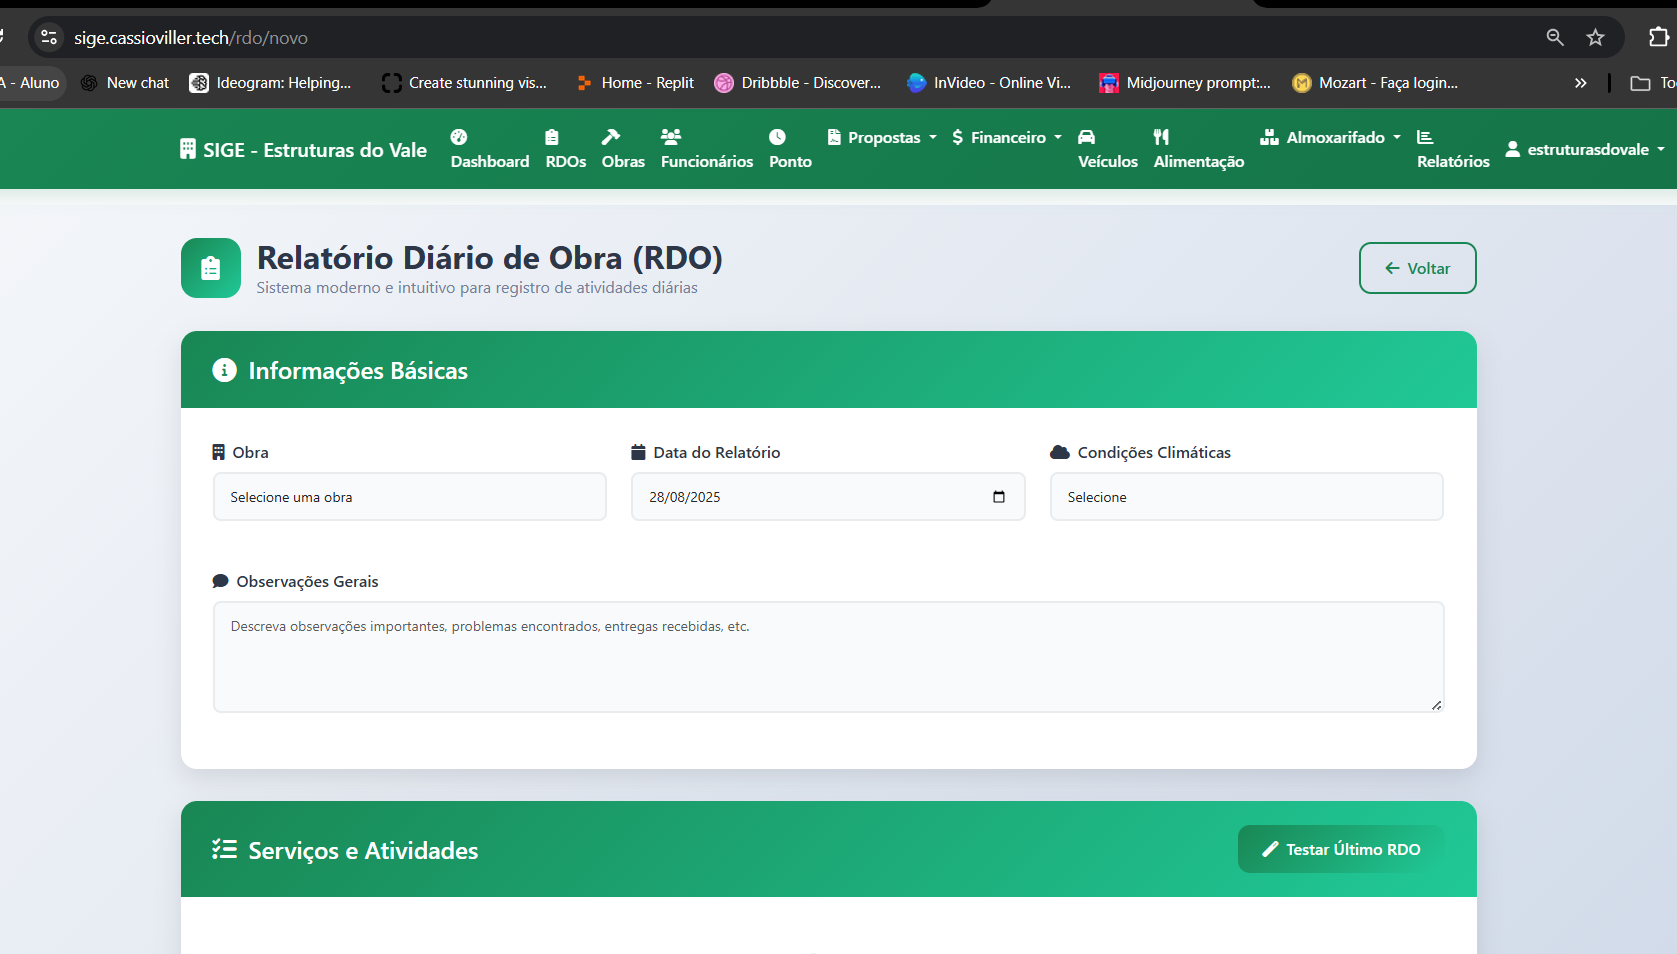 sige.cassioviller.tech/rdo/novo
A - Aluno New chat Ideogram: Helping... Create stunning vis... Home - Replit Dribbble - Discover... InVideo - Online Vi... Midjourney prompt:... Mozart - Faça login... »
SIGE - Estruturas do Vale Dashboard RDOs Obras Funcionários Ponto Propostas Financeiro Veículos Alimentação Almoxarifado Relatórios estruturasdovale
Relatório Diário de Obra (RDO)
Sistema moderno e intuitivo para registro de atividades diárias
Voltar
Informações Básicas
Obra Data do Relatório Condições Climáticas
Selecione uma obra 28/08/2025 Selecione
Observações Gerais
Descreva observações importantes, problemas encontrados, entregas recebidas, etc.
Serviços e Atividades Testar Último RDO